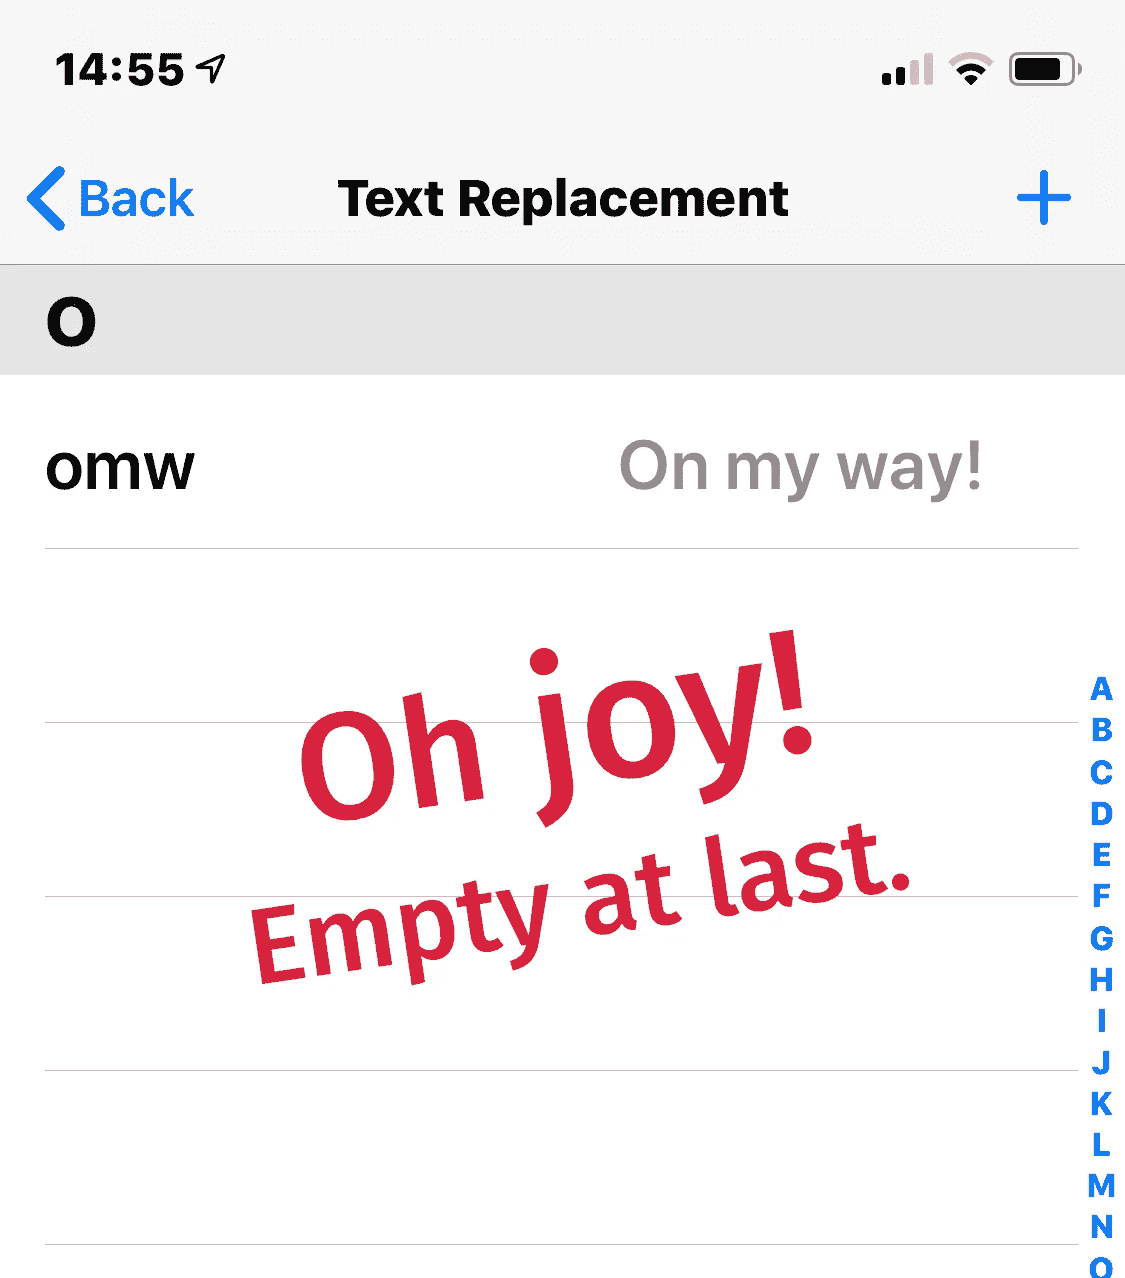 14:55
Back Text Replacement +
O
omw On my way!
Oh joy!
Empty at last.
A
B
C
D
E
F
G
H
I
J
K
L
M
N
O